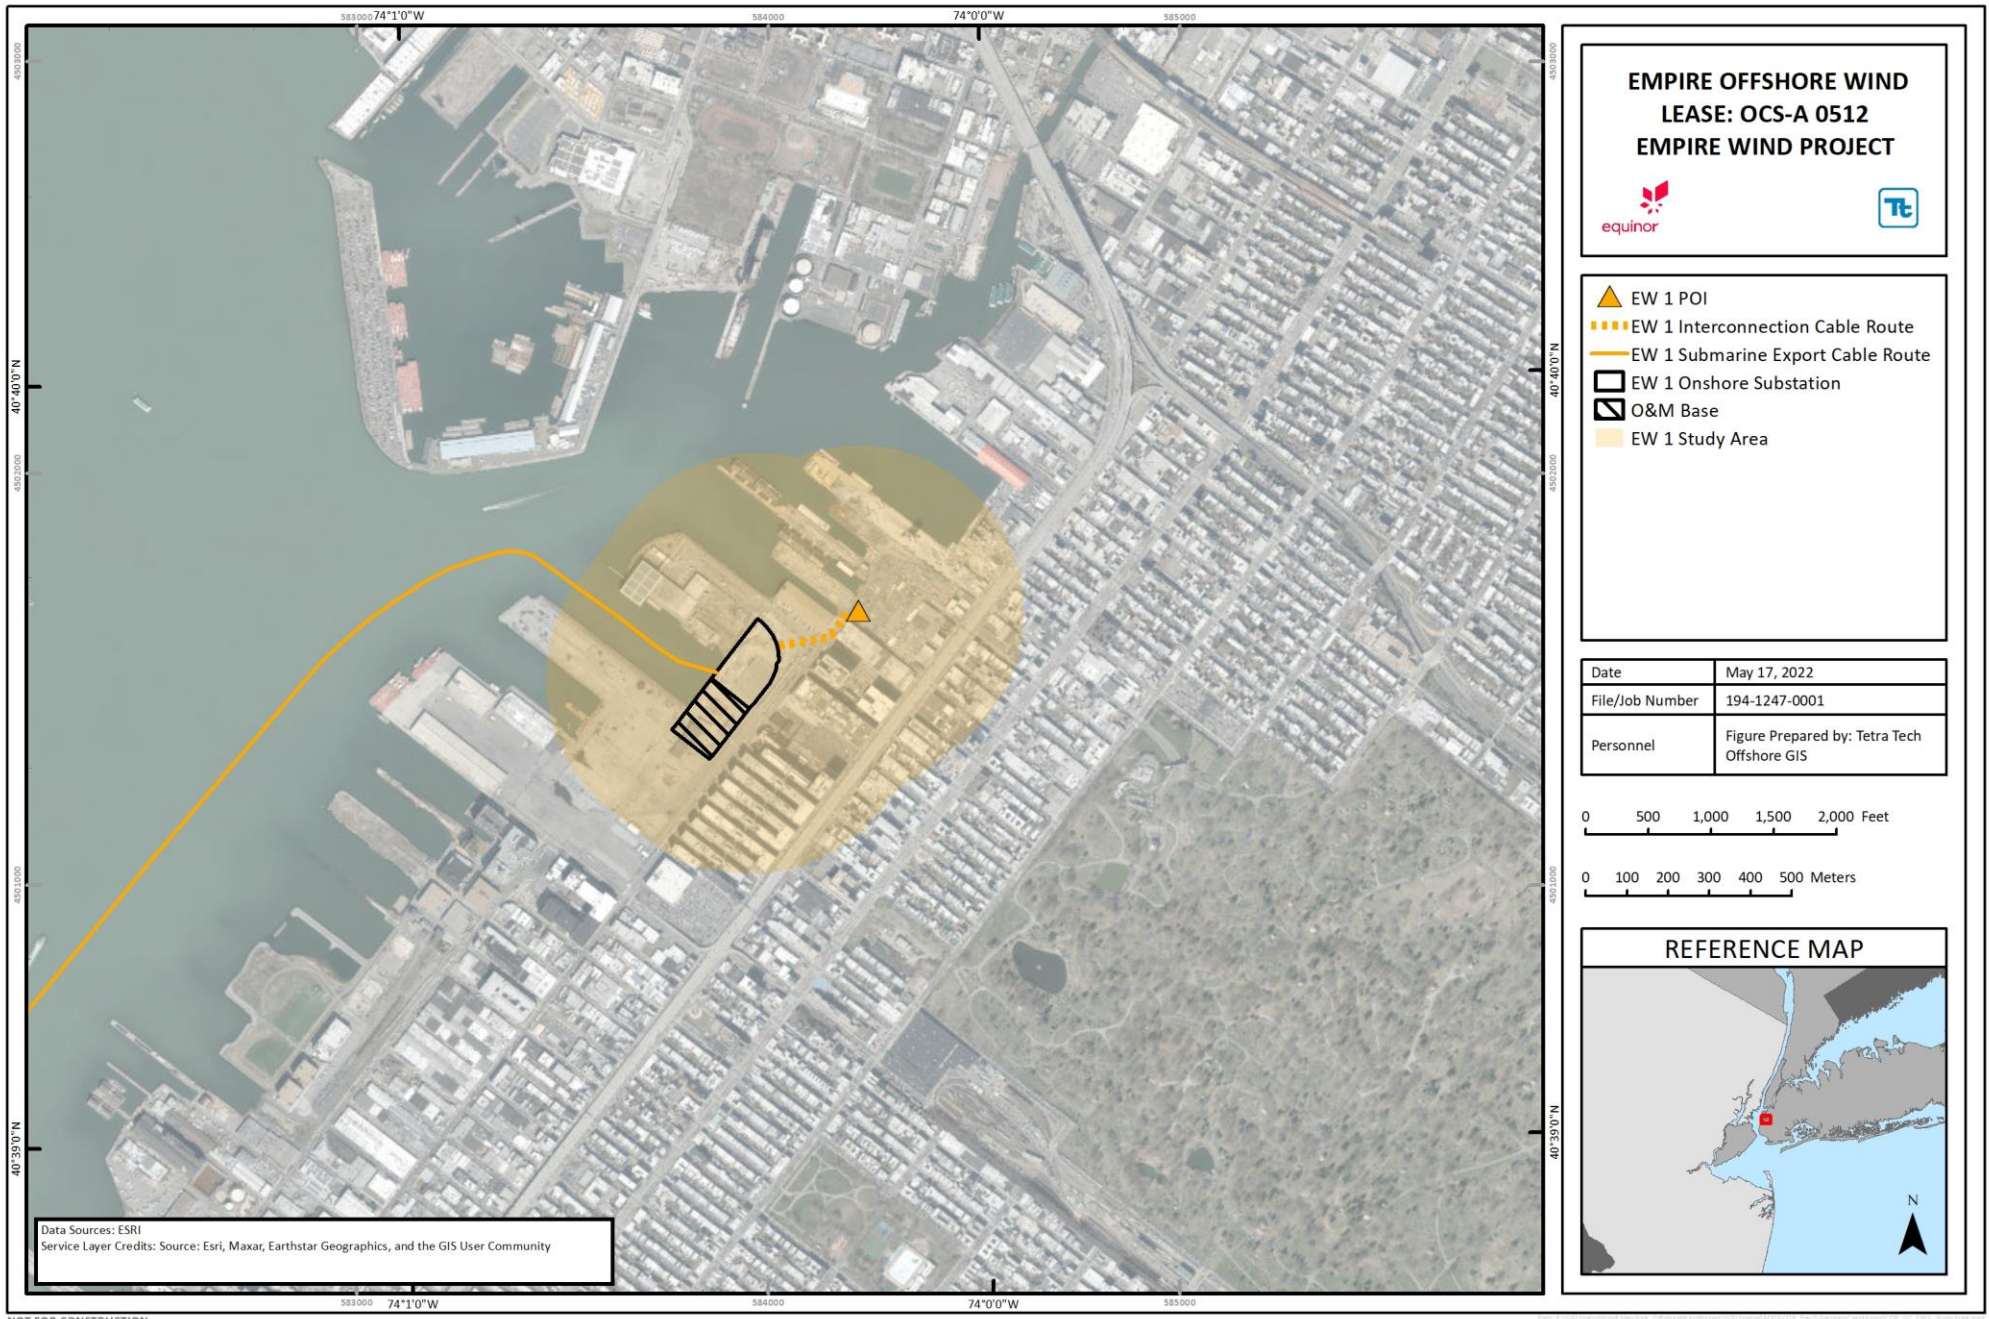 583000
74°1'0"W
584000
74°0'0"W
585000
4503000
4503000
40°40'0"N
40°40'0"N
4502000
4502000
4501000
4501000
40°39'0"N
40°39'0"N
583000
74°1'0"W
584000
74°0'0"W
585000
Data Sources: ESRI
Service Layer Credits: Source: Esri, Maxar, Earthstar Geographics, and the GIS User Community
NOT FOR CONSTRUCTION
EMPIRE OFFSHORE WIND
LEASE: OCS-A 0512
EMPIRE WIND PROJECT
equinor
Tt
EW 1 POI
EW 1 Interconnection Cable Route
EW 1 Submarine Export Cable Route
EW 1 Onshore Substation
O&M Base
EW 1 Study Area
Date May 17, 2022
File/Job Number 194-1247-0001
Personnel Figure Prepared by: Tetra Tech
Offshore GIS
0 500 1,000 1,500 2,000 Feet
0 100 200 300 400 500 Meters
REFERENCE MAP
N